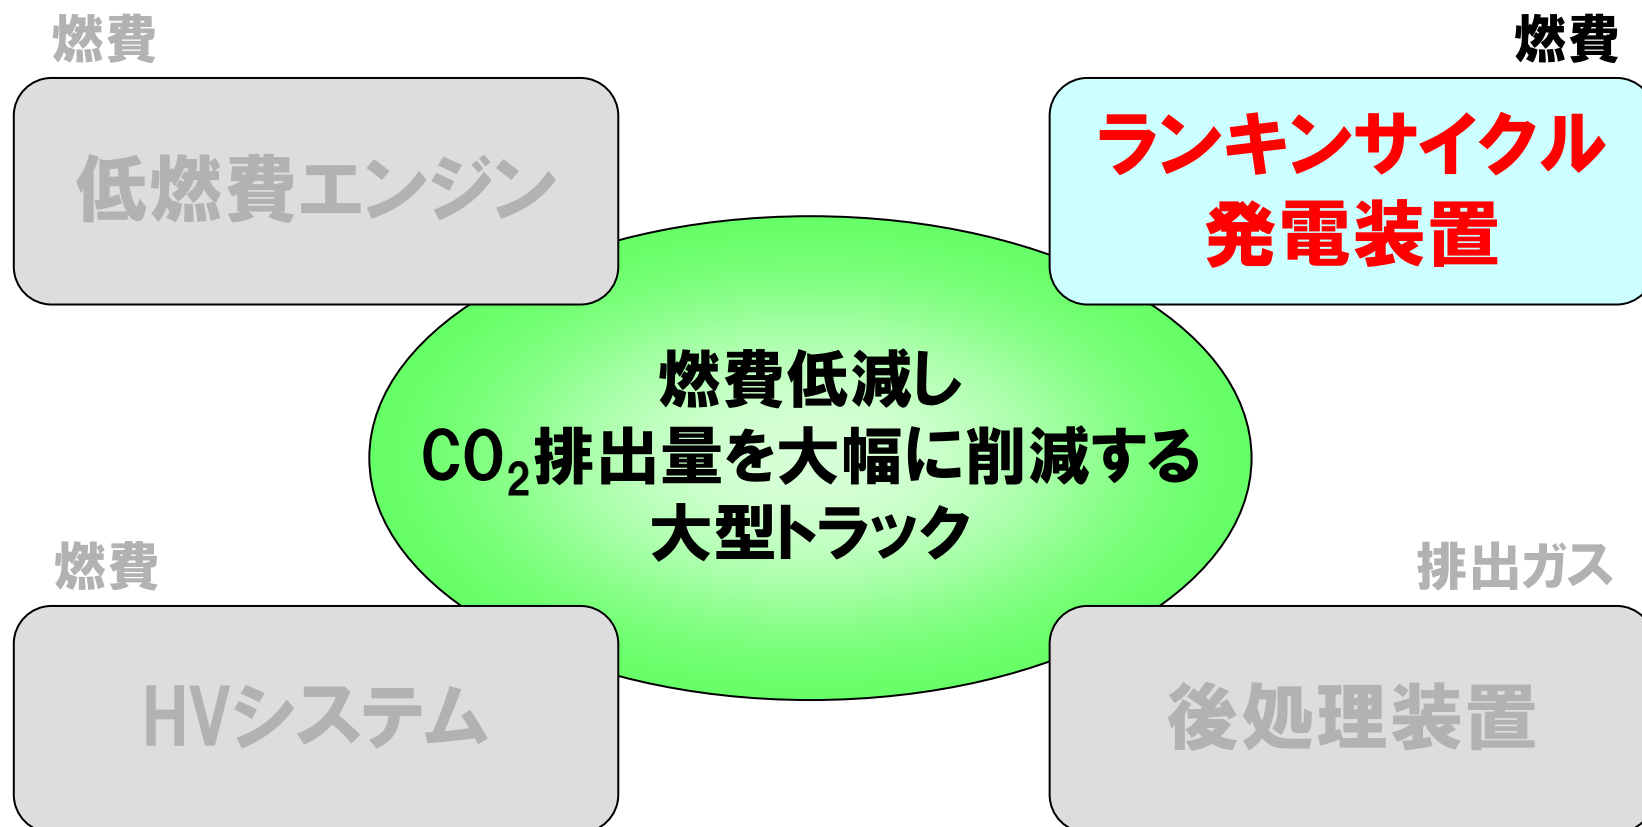 燃費
低燃費エンジン
燃費
ランキンサイクル
発電装置
燃費低減し
CO₂排出量を大幅に削減する
大型トラック
燃費
HVシステム
排出ガス
後処理装置